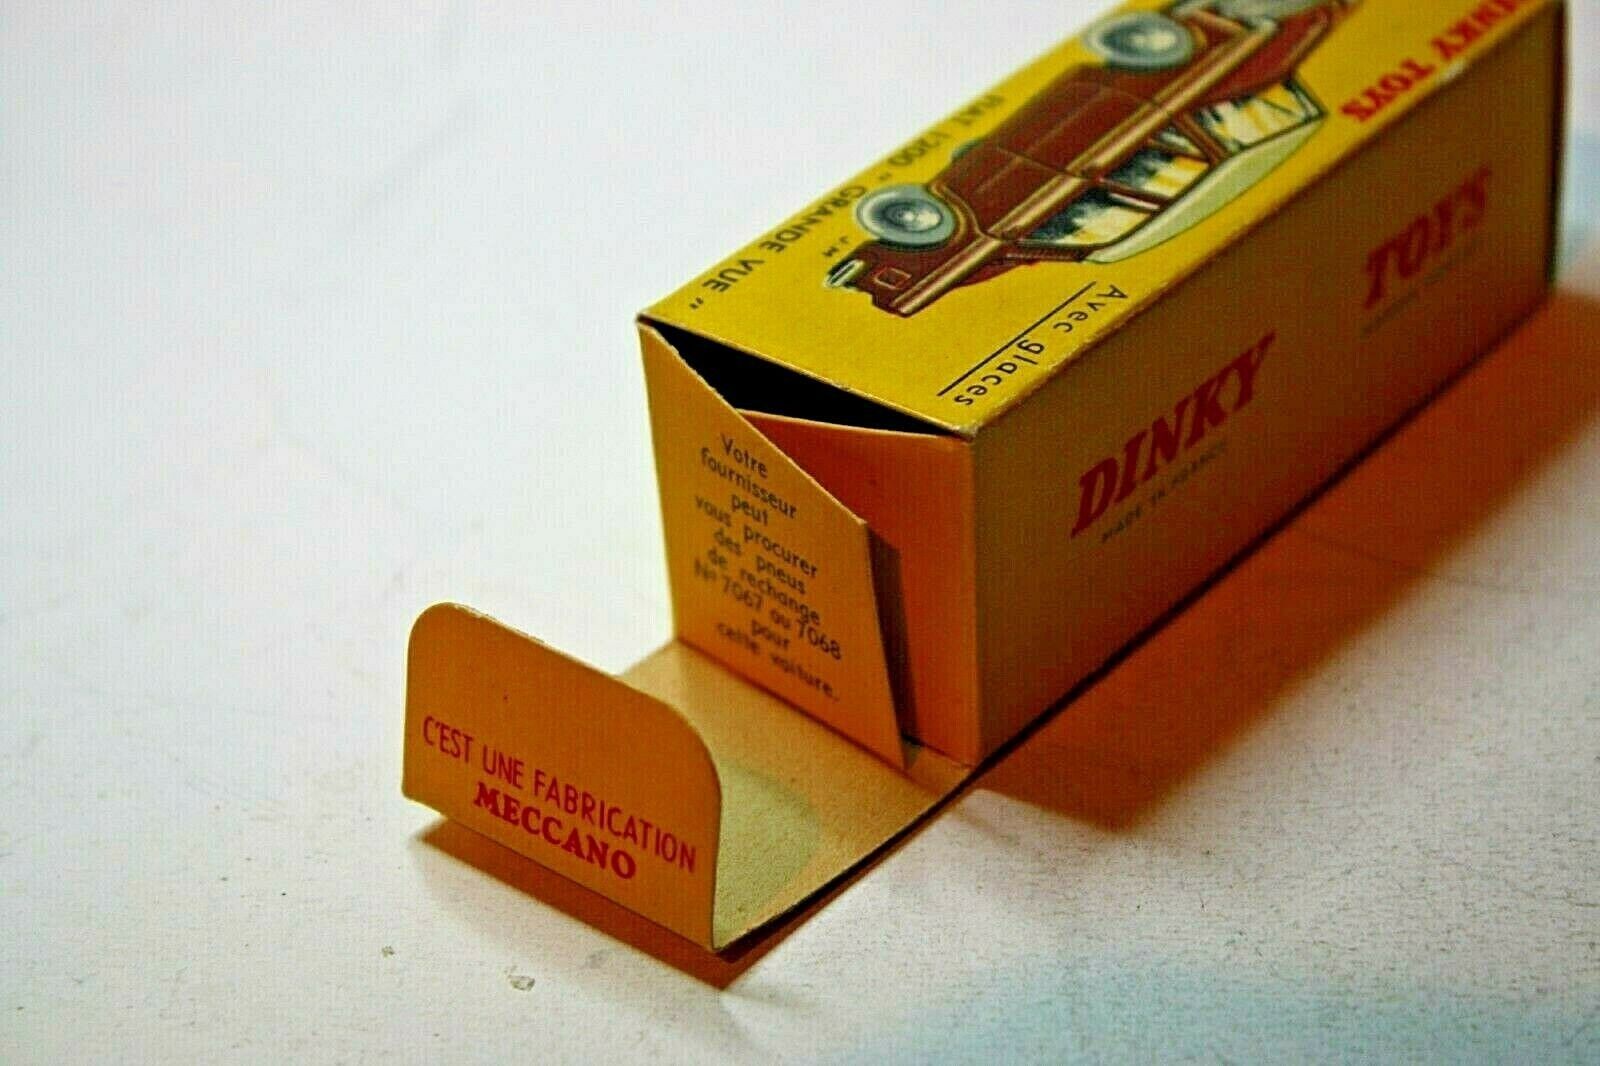 DINKY TOYS
FIAT 1200 " GRANDE VUE "
J.M
Avec glaces
DINKY TOYS
MADE IN FRANCE
Votre
fournisseur
peut
vous procurer
des pneus
de rechange
No 7067 ou 7068
pour
cette voiture.
C'EST UNE FABRICATION
MECCANO